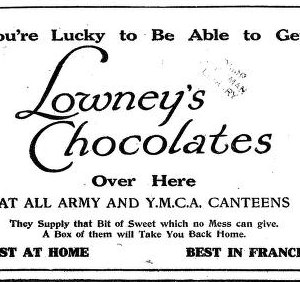 ou're Lucky to Be Able to Ge
Lowney's
Chocolates
Over Here
AT ALL ARMY AND Y.M.C.A. CANTEENS
They Supply that Bit of Sweet which no Mess can give.
A Box of them will Take You Back Home.
ST AT HOME BEST IN FRANC